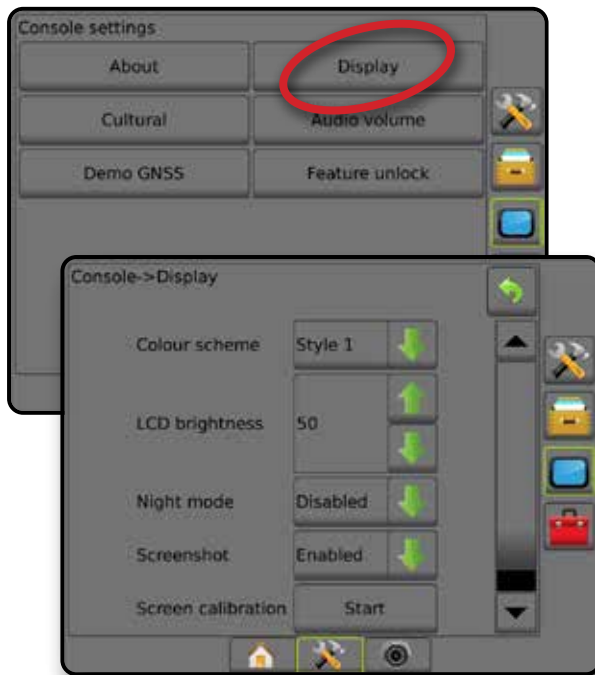 Console settings
About Display
Cultural Audio volume
Demo GNSS Feature unlock
Console->Display
Colour scheme Style 1
LCD brightness 50
Night mode Disabled
Screenshot Enabled
Screen calibration Start